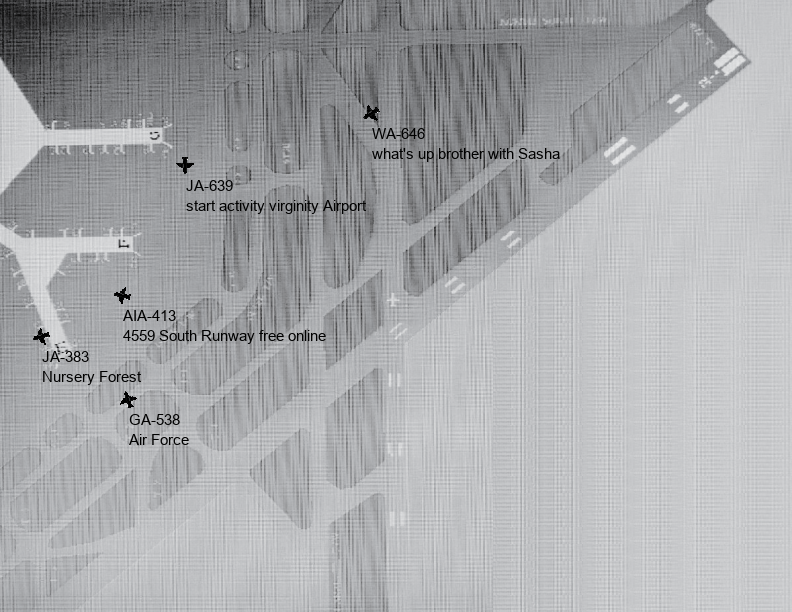 WA-646
what's up brother with Sasha
JA-639
start activity virginity Airport
AIA-413
4559 South Runway free online
JA-383
Nursery Forest
GA-538
Air Force